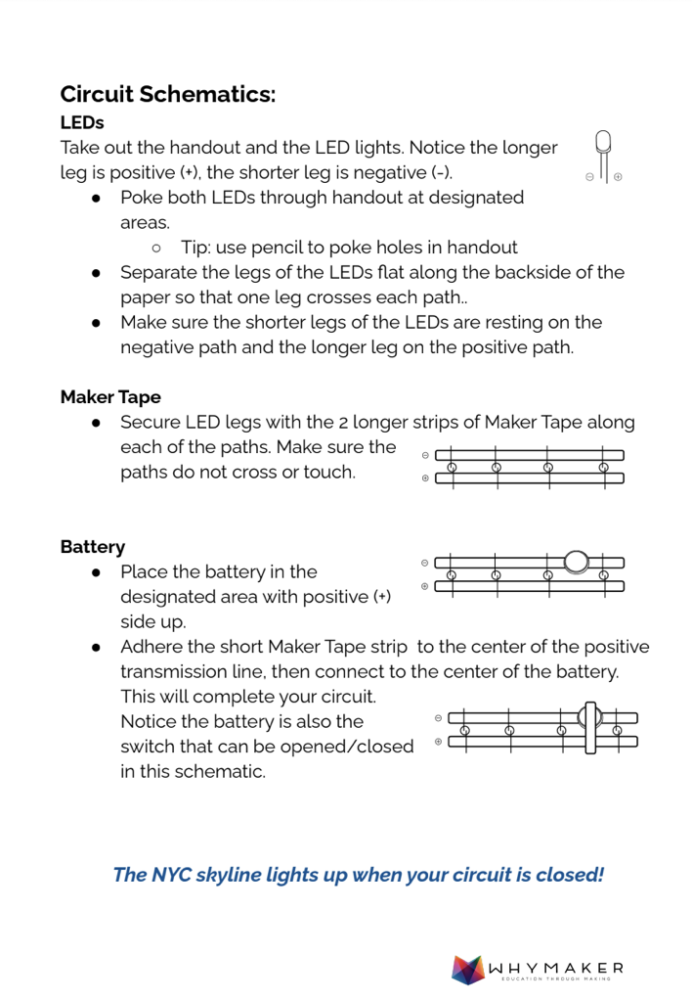 Circuit Schematics:
LEDs
Take out the handout and the LED lights. Notice the longer
leg is positive (+), the shorter leg is negative (-).
⊖ ⊕
● Poke both LEDs through handout at designated
areas.
○ Tip: use pencil to poke holes in handout
● Separate the legs of the LEDs flat along the backside of the
paper so that one leg crosses each path..
● Make sure the shorter legs of the LEDs are resting on the
negative path and the longer leg on the positive path.
Maker Tape
● Secure LED legs with the 2 longer strips of Maker Tape along
each of the paths. Make sure the
paths do not cross or touch.
⊖
⊕
Battery
● Place the battery in the
designated area with positive (+)
side up.
⊖
⊕
● Adhere the short Maker Tape strip  to the center of the positive
transmission line, then connect to the center of the battery.
This will complete your circuit.
Notice the battery is also the
switch that can be opened/closed
in this schematic.
⊖
⊕
The NYC skyline lights up when your circuit is closed!
WHYMAKER
EDUCATION THROUGH MAKING